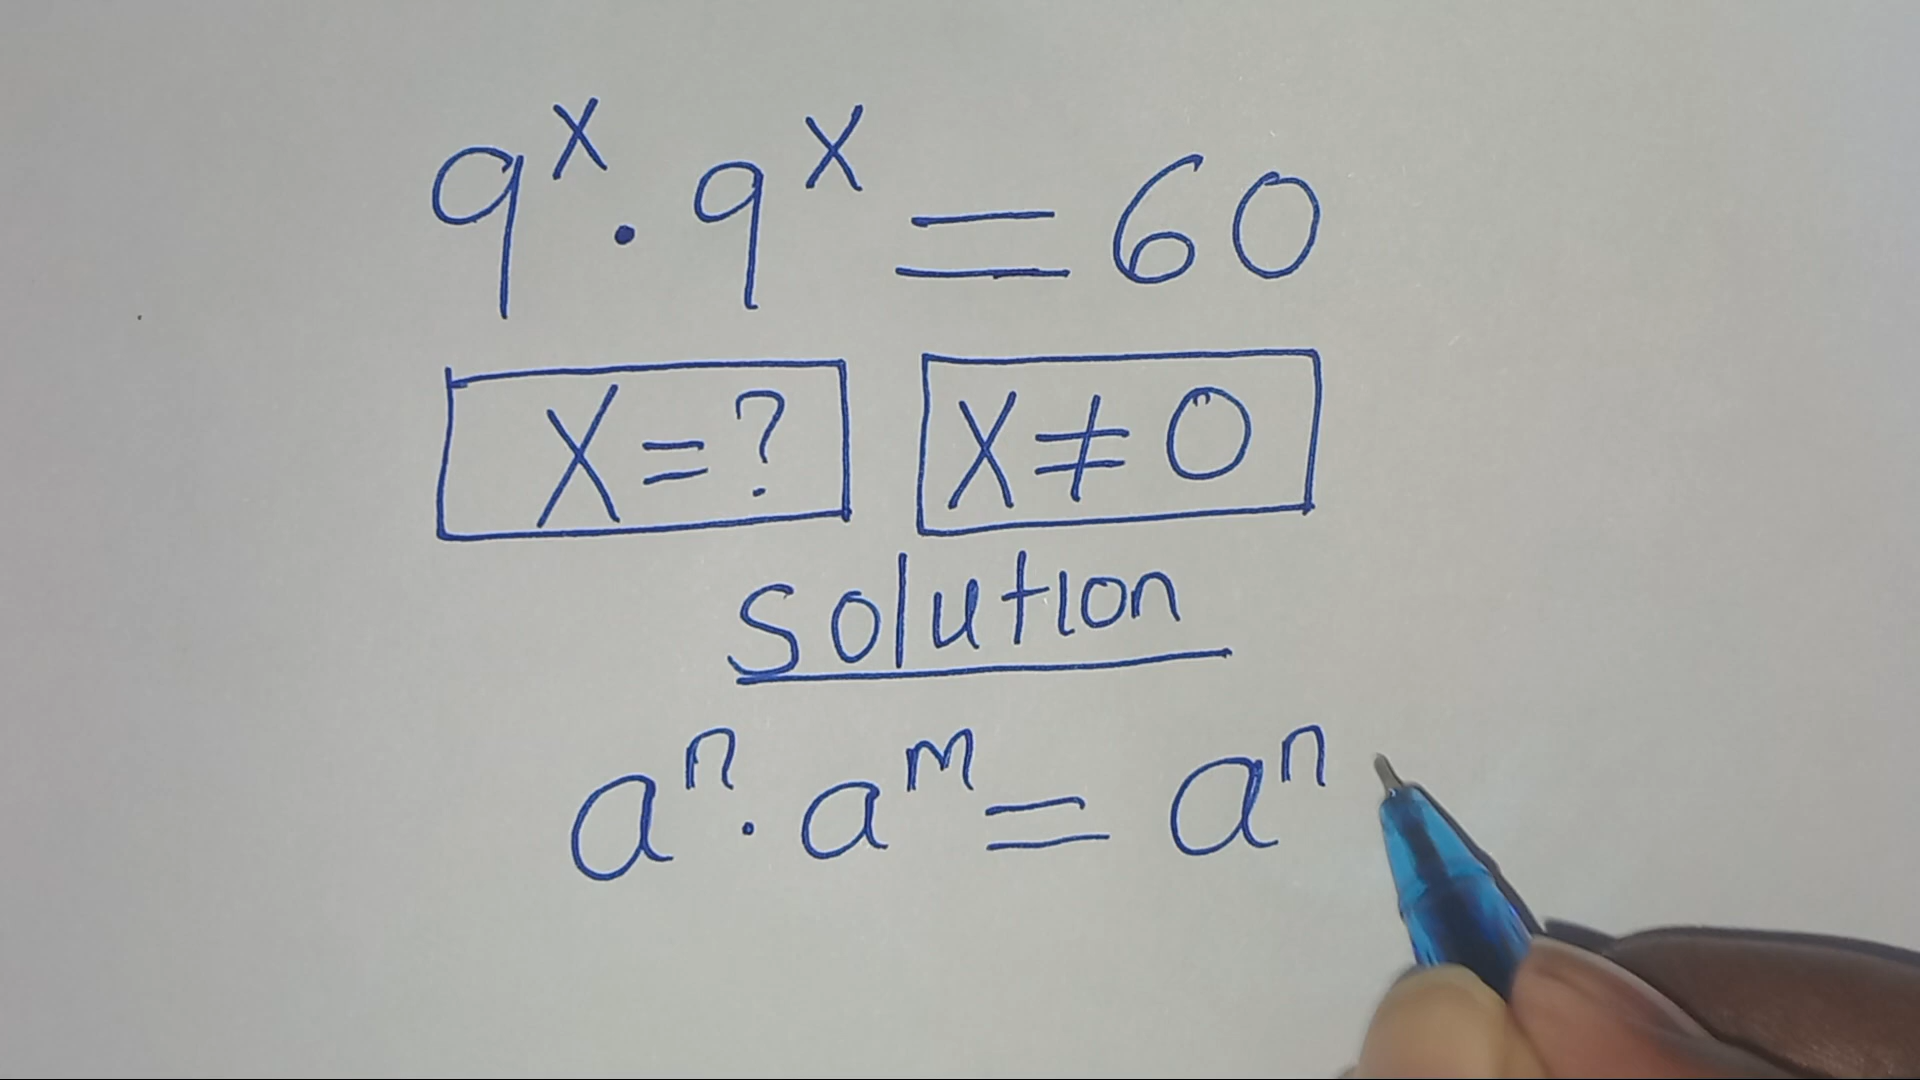 9^x · 9^x = 60
X = ? X ≠ 0
Solution
a^n · a^m = a^n